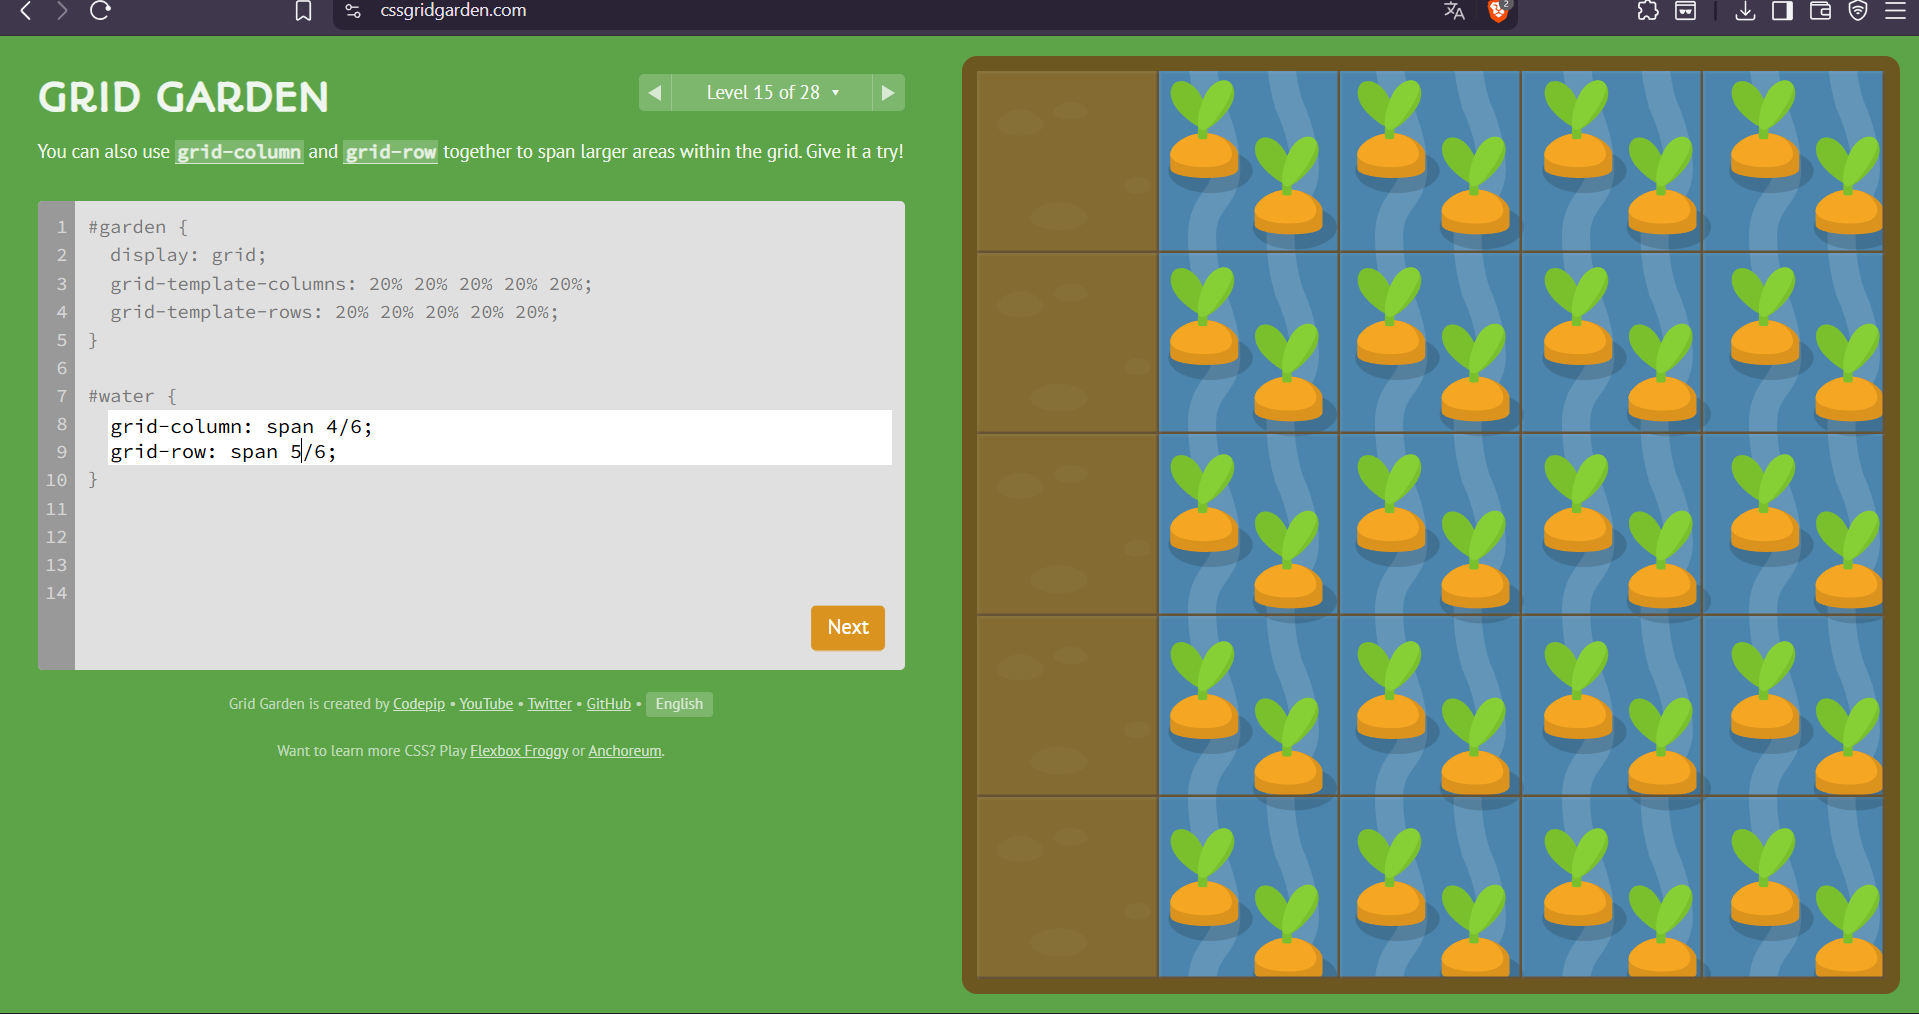 cssgridgarden.com
2
GRID GARDEN
◀ Level 15 of 28 ▾ ▶
You can also use grid-column and grid-row together to span larger areas within the grid. Give it a try!
1 #garden {
2 display: grid;
3 grid-template-columns: 20% 20% 20% 20% 20%;
4 grid-template-rows: 20% 20% 20% 20% 20%;
5 }
6
7 #water {
8 grid-column: span 4/6;
9 grid-row: span 5/6;
10 }
11
12
13
14
Next
Grid Garden is created by Codepip • YouTube • Twitter • GitHub • English
Want to learn more CSS? Play Flexbox Froggy or Anchoreum.